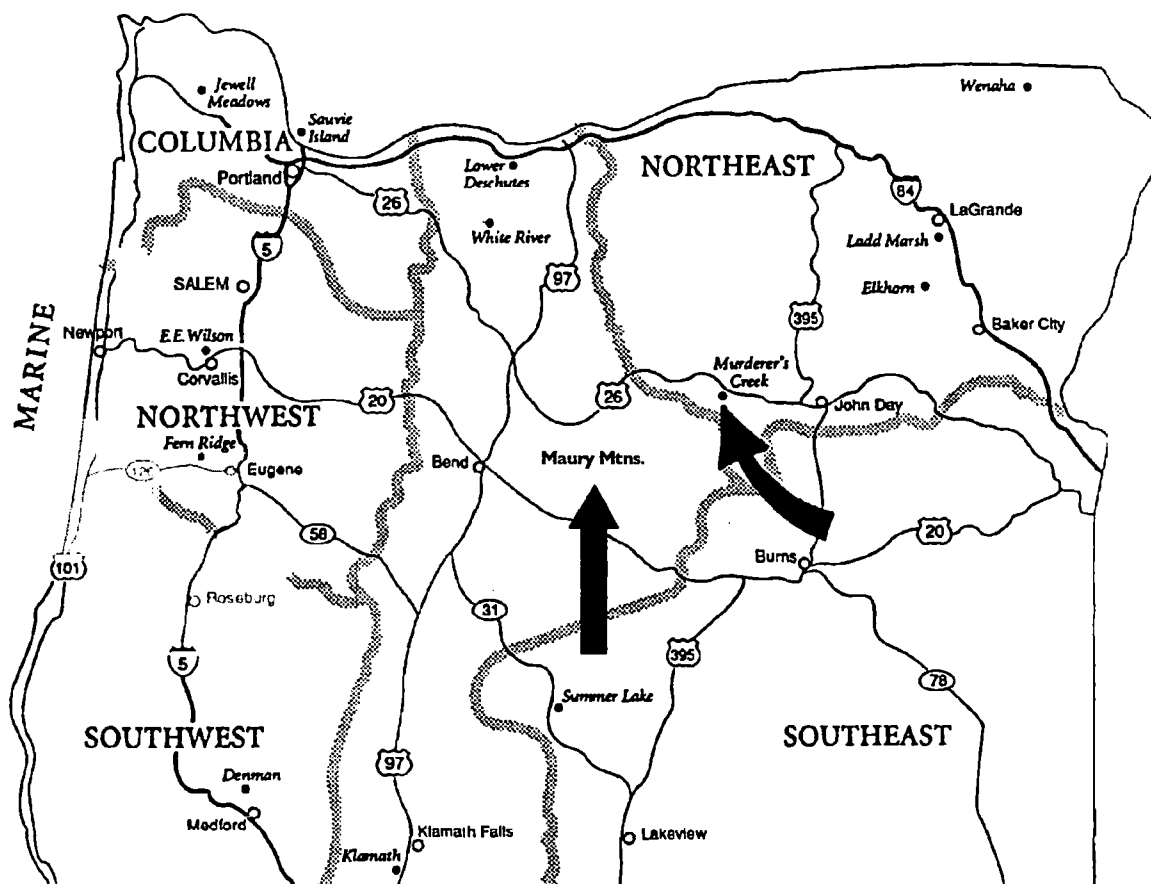 Jewell
Meadows
Wenaha
Sauvie
Island
COLUMBIA
Portland
26
Lower
Deschutes
NORTHEAST
84
LaGrande
White River
Ladd Marsh
5
97
SALEM
Elkhorn
395
Newport
E.E. Wilson
Baker City
MARINE
Corvallis
Murderer's
Creek
20
26
John Day
NORTHWEST
Fern Ridge
Eugene
Bend
Maury Mtns.
58
20
101
Burns
Roseburg
31
5
395
78
Summer Lake
SOUTHWEST
SOUTHEAST
97
Denman
Medford
Klamath Falls
Lakeview
Klamath